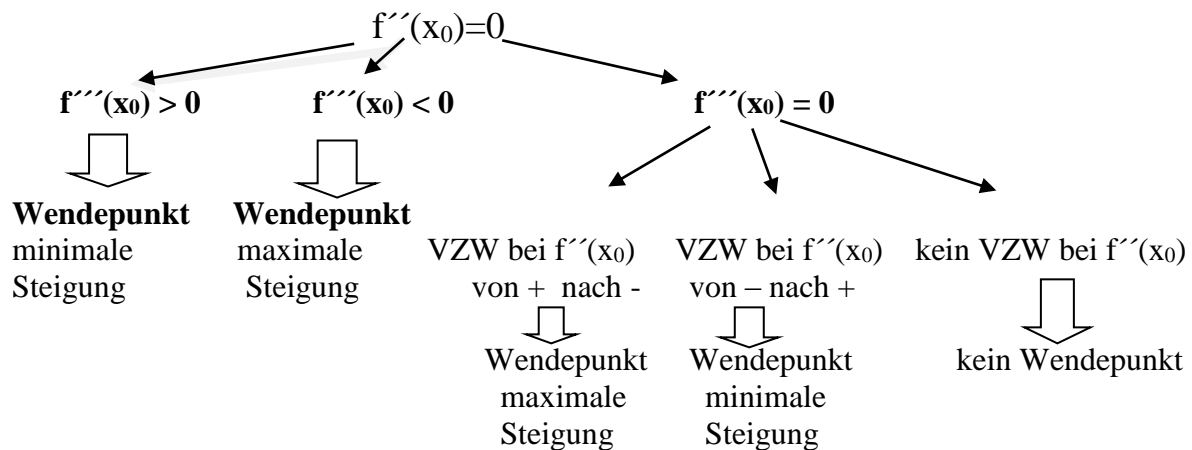 f´´(x₀)=0
f´´´(x₀) > 0
f´´´(x₀) < 0
f´´´(x₀) = 0
Wendepunkt
minimale
Steigung
Wendepunkt
maximale
Steigung
VZW bei f´´(x₀)
von + nach -
Wendepunkt
maximale
Steigung
VZW bei f´´(x₀)
von – nach +
Wendepunkt
minimale
Steigung
kein VZW bei f´´(x₀)
kein Wendepunkt